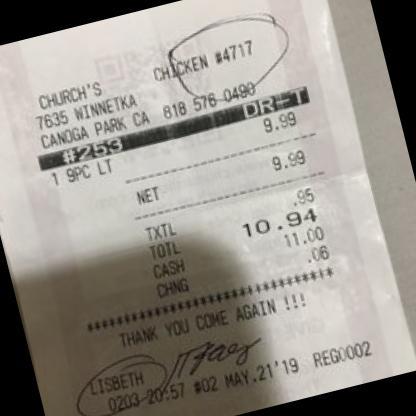 CHURCH'S CHICKEN #4717
7635 WINNETKA
CANOGA PARK CA 818 576-0490
#253 DR-T
1 9PC LT 9.99
NET 9.99
TXTL .95
TOTL 10.94
CASH 11.00
CHNG .06
********************************
THANK YOU COME AGAIN !!!
LISBETH
0203 20:57 #02 MAY.21'19 REG0002